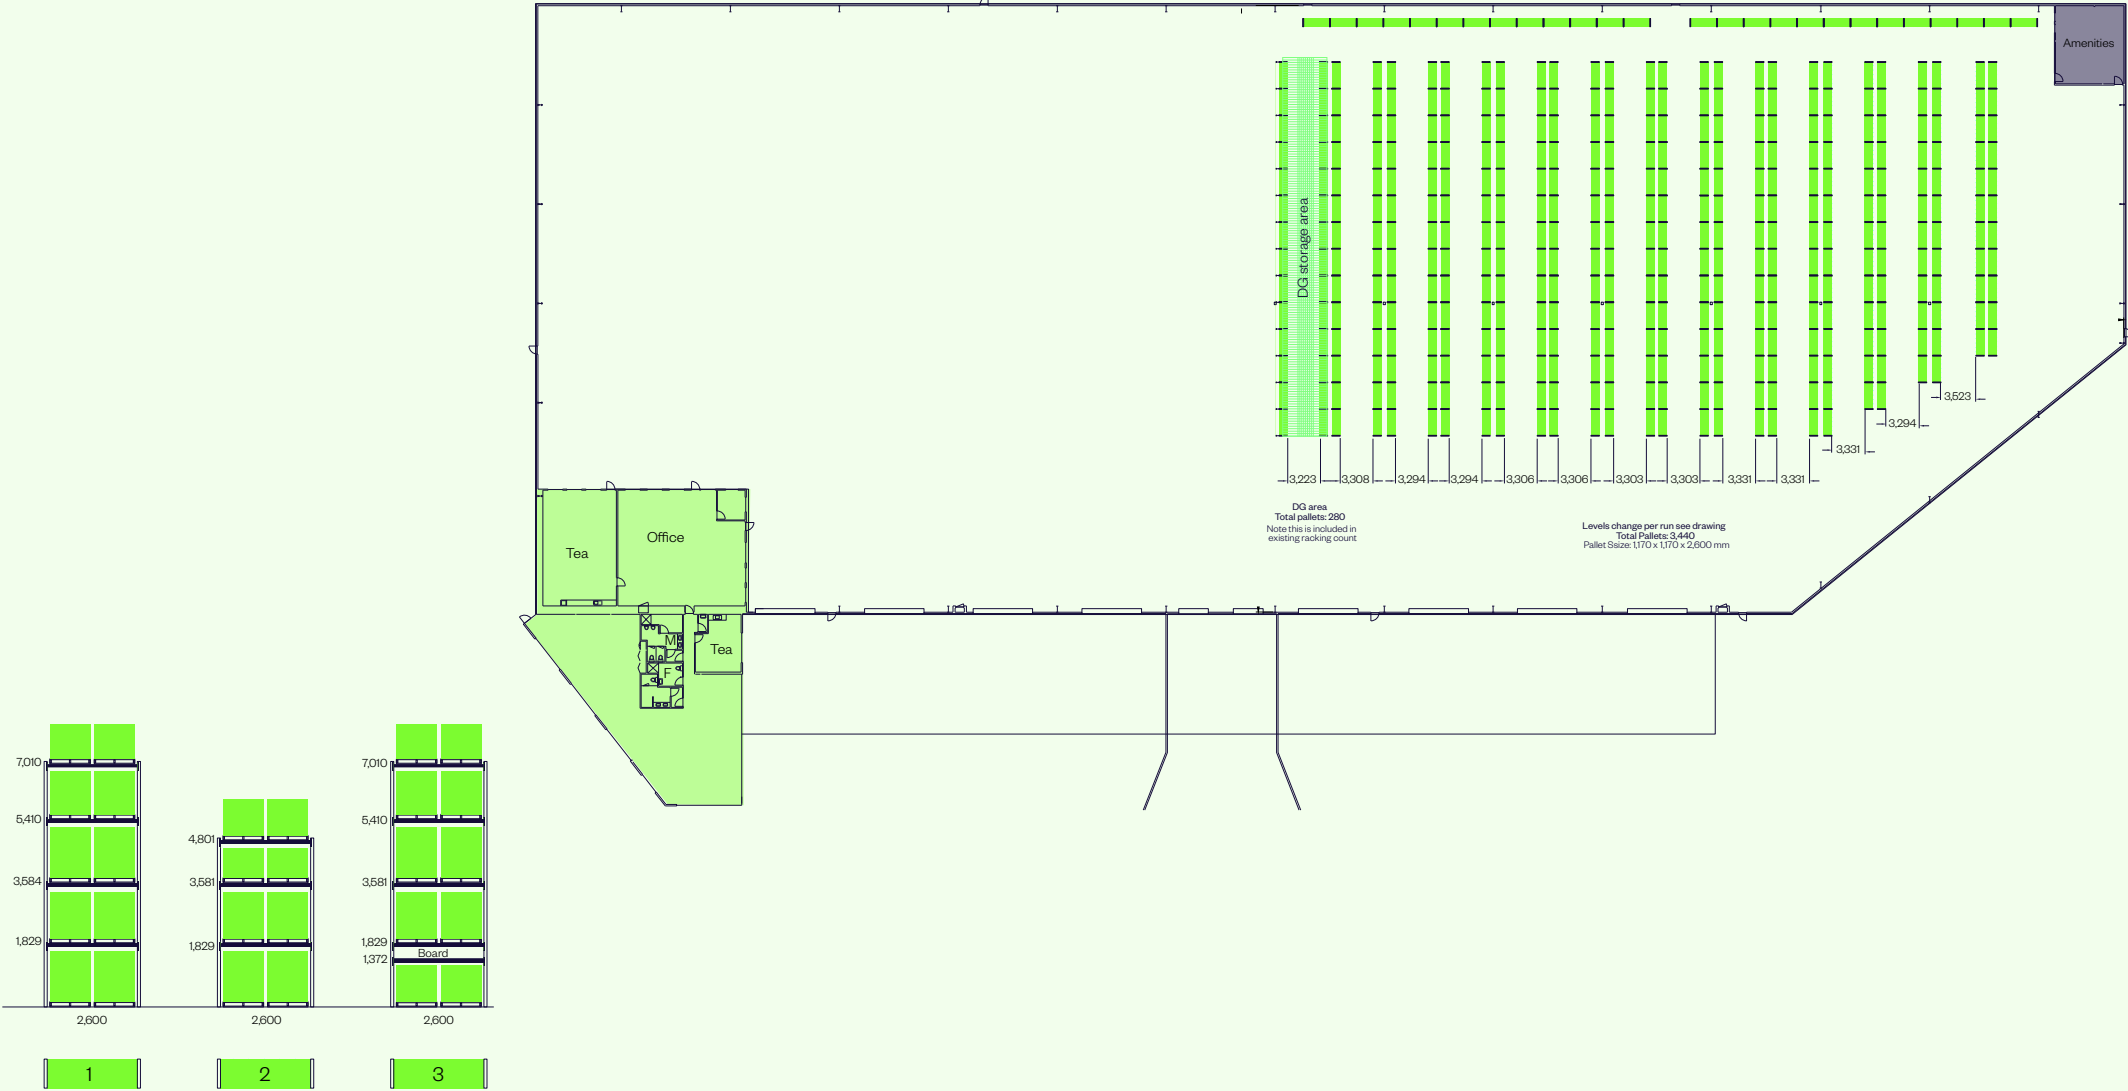 Amenities
DG storage area
3,523
3,294
3,331
3,223
3,308
3,294
3,294
3,306
3,306
3,303
3,303
3,331
3,331
DG area
Total pallets: 280
Note this is included in
existing racking count
Levels change per run see drawing
Total Pallets: 3,440
Pallet Ssize: 1,170 x 1,170 x 2,600 mm
Tea
Office
M
Tea
F
7,010
5,410
3,584
1,829
2,600
1
4,801
3,581
1,829
2,600
2
7,010
5,410
3,581
1,829
Board
1,372
2,600
3